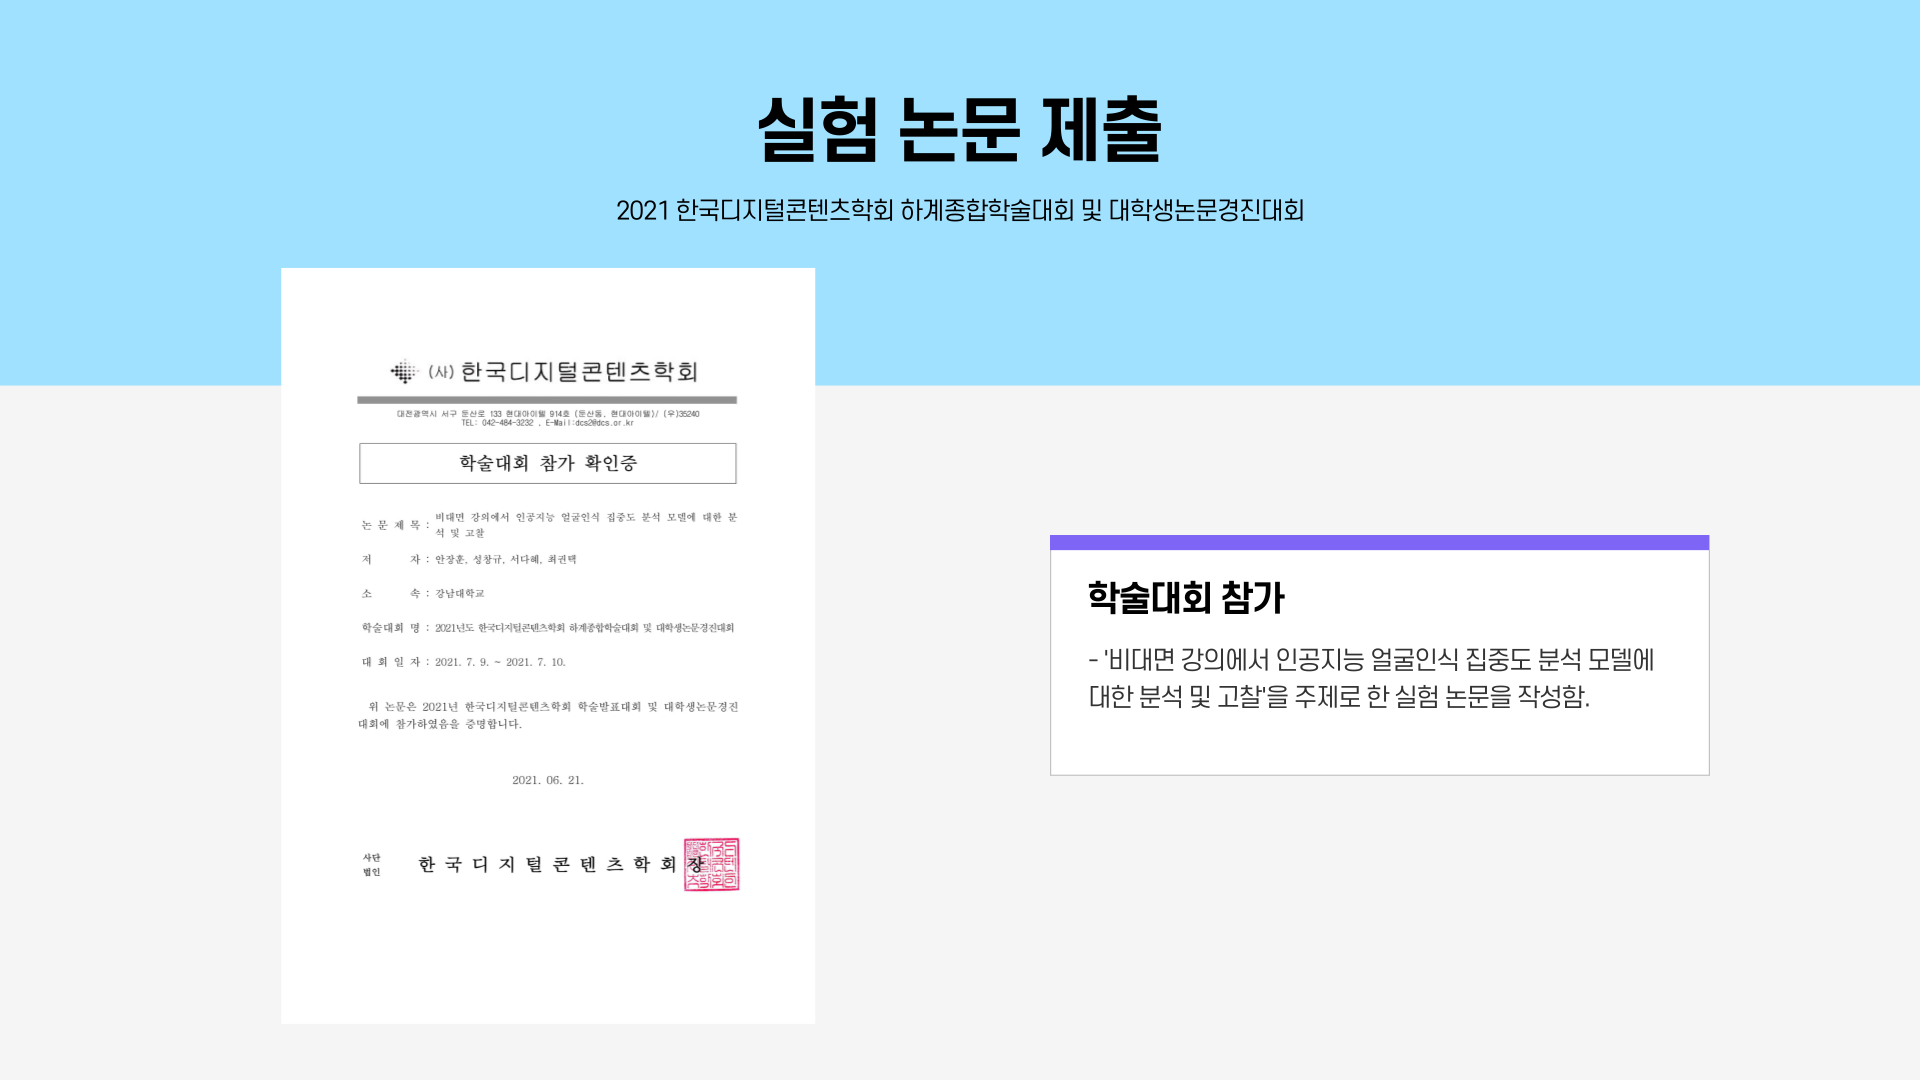 실험 논문 제출
2021 한국디지털콘텐츠학회 하계종합학술대회 및 대학생논문경진대회
(사) 한국디지털콘텐츠학회
대전광역시 서구 둔산로 133 현대아이텔 914호 (둔산동, 현대아이텔)/ (우)35240
TEL: 042-484-3232 , E-Mail:dcs2@dcs.or.kr
학술대회 참가 확인증
논 문 제 목 : 비대면 강의에서 인공지능 얼굴인식 집중도 분석 모델에 대한 분
석 및 고찰
저 자 : 안장훈, 성창규, 서다혜, 최권택
소 속 : 강남대학교
학술대회 명 : 2021년도 한국디지털콘텐츠학회 하계종합학술대회 및 대학생논문경진대회
대 회 일 자 : 2021. 7. 9. ~ 2021. 7. 10.
위 논문은 2021년 한국디지털콘텐츠학회 학술발표대회 및 대학생논문경진
대회에 참가하였음을 증명합니다.
2021. 06. 21.
사단
법인
한 국 디 지 털 콘 텐 츠 학 회 장
학술대회 참가
- '비대면 강의에서 인공지능 얼굴인식 집중도 분석 모델에
대한 분석 및 고찰'을 주제로 한 실험 논문을 작성함.